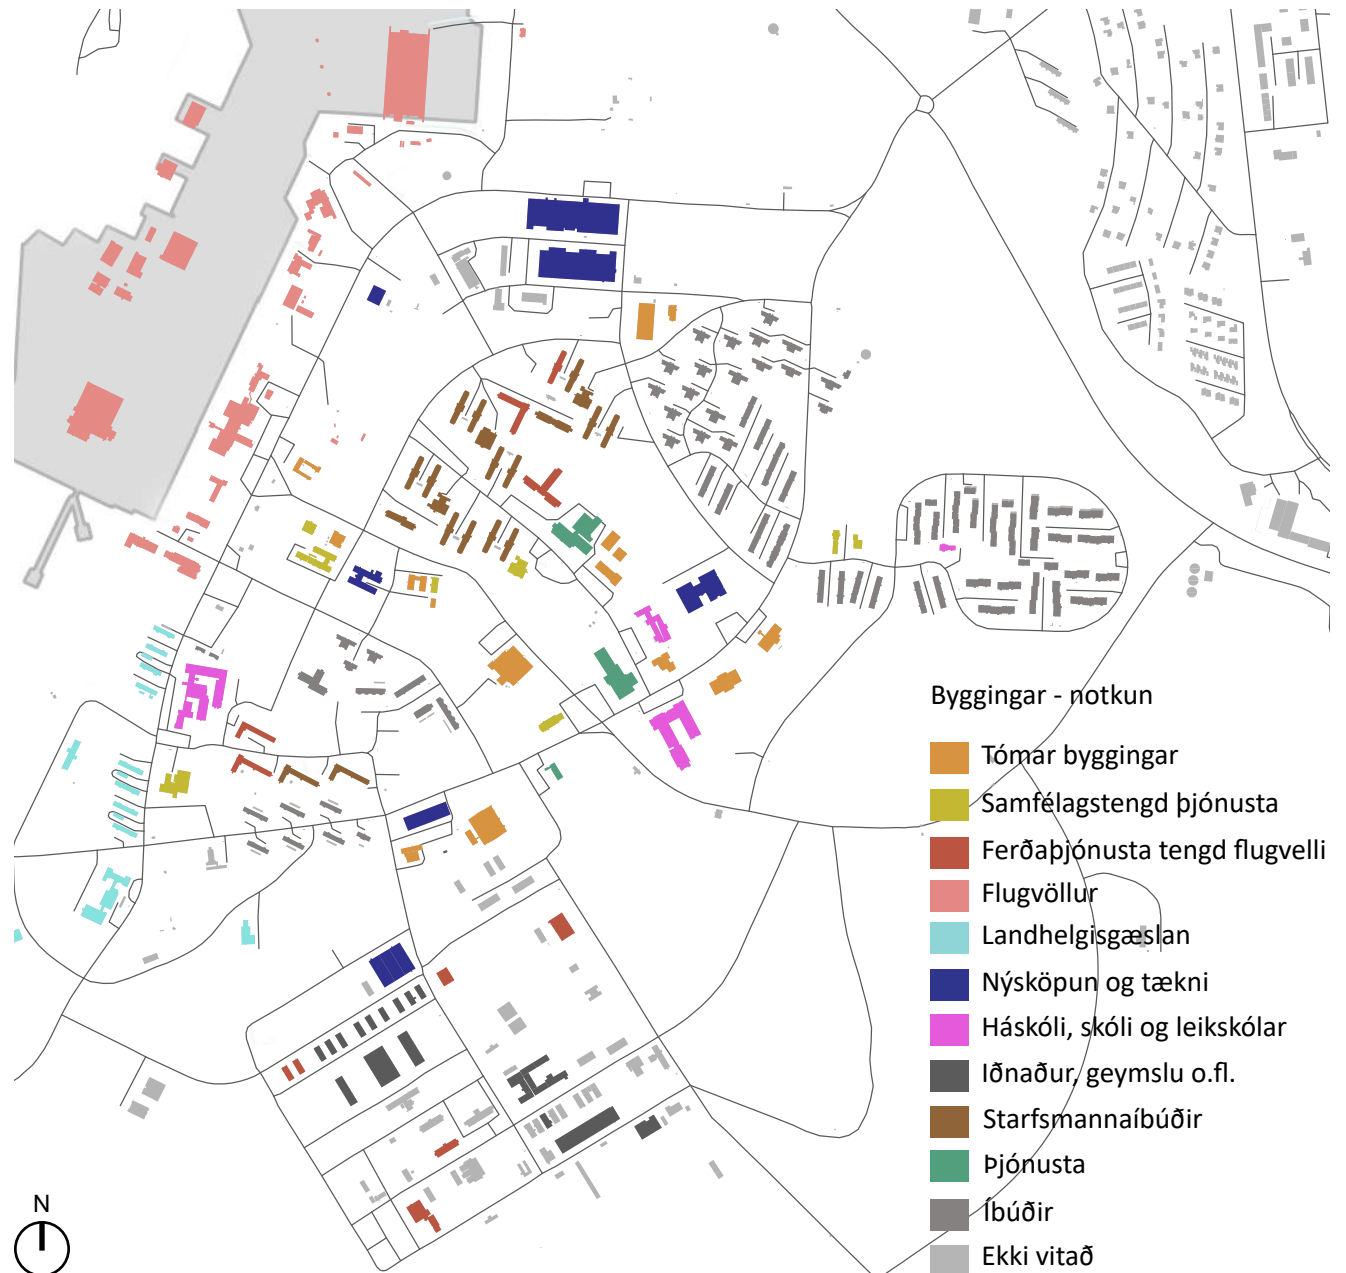 Byggingar - notkun
Tómar byggingar
Samfélagstengd þjónusta
Ferðaþjónusta tengd flugvelli
Flugvöllur
Landhelgisgæslan
Nýsköpun og tækni
Háskóli, skóli og leikskólar
Iðnaður, geymslu o.fl.
Starfsmannaíbúðir
Þjónusta
Íbúðir
N
Ekki vitað